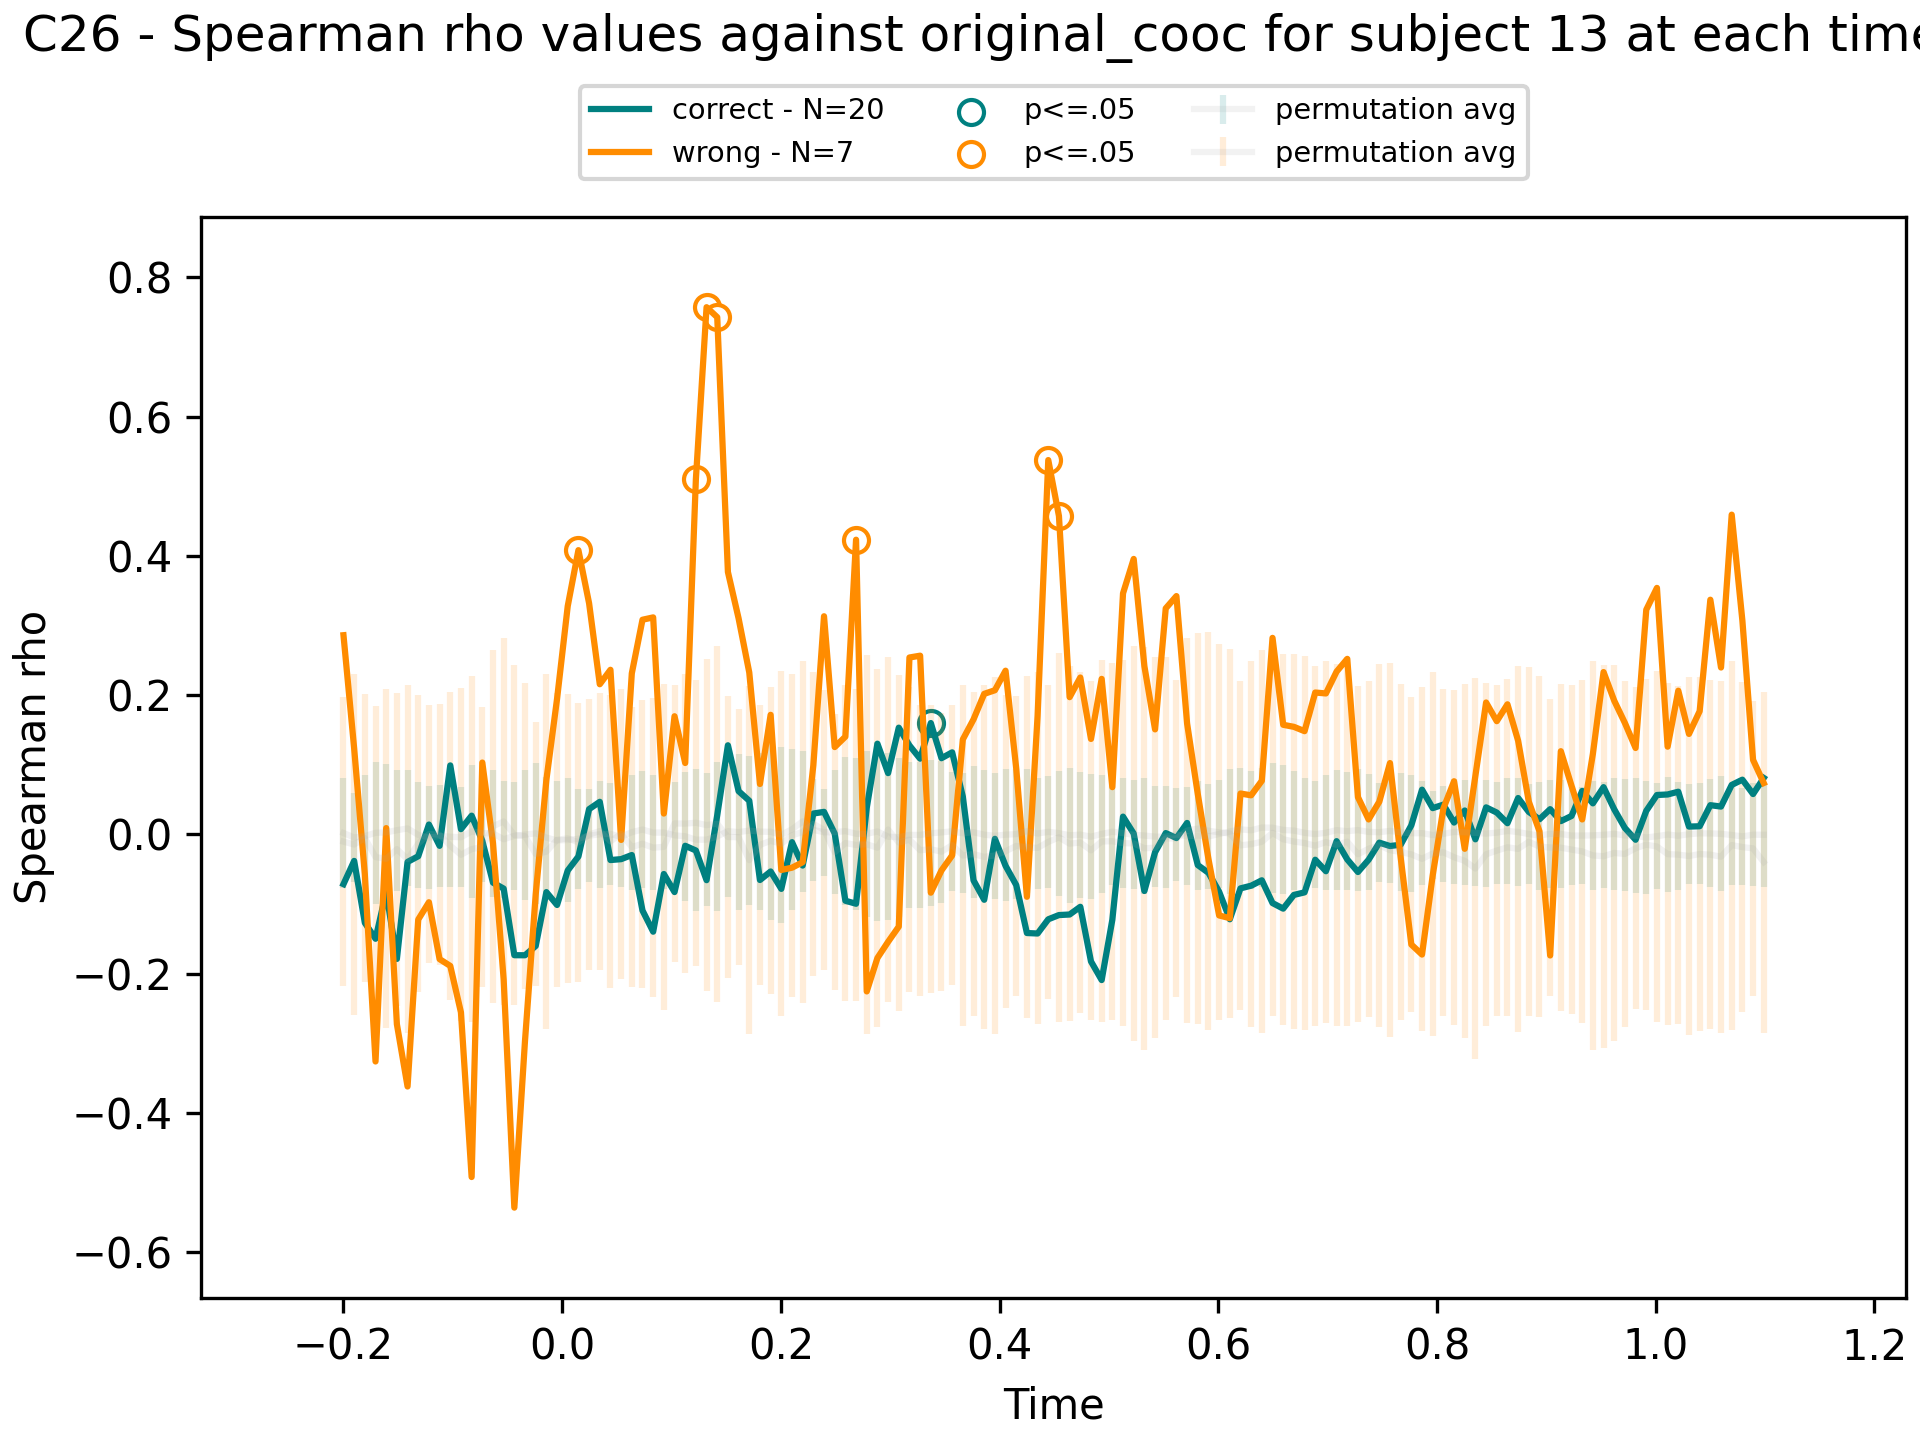 C26 - Spearman rho values against original_cooc for subject 13 at each time
correct - N=20
wrong - N=7
p<=.05
p<=.05
permutation avg
permutation avg
Spearman rho
0.8
0.6
0.4
0.2
0.0
−0.2
−0.4
−0.6
−0.2 0.0 0.2 0.4 0.6 0.8 1.0 1.2
Time